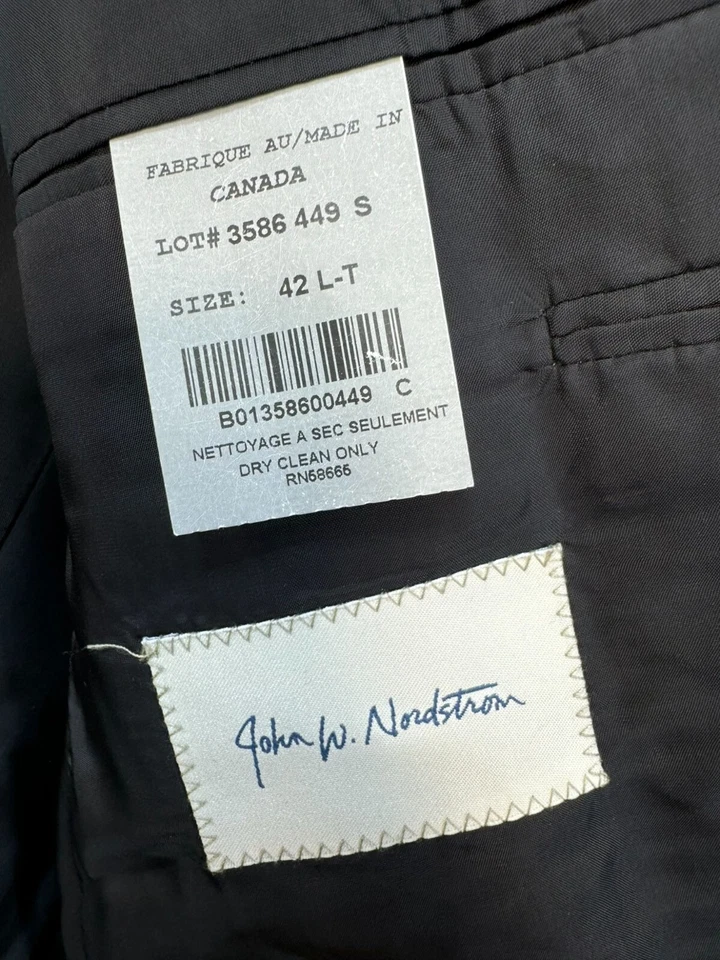 FABRIQUE AU/MADE IN
CANADA
LOT# 3586 449 S
SIZE: 42 L-T
B01358600449 C
NETTOYAGE A SEC SEULEMENT
DRY CLEAN ONLY
RN58665
John W. Nordstrom